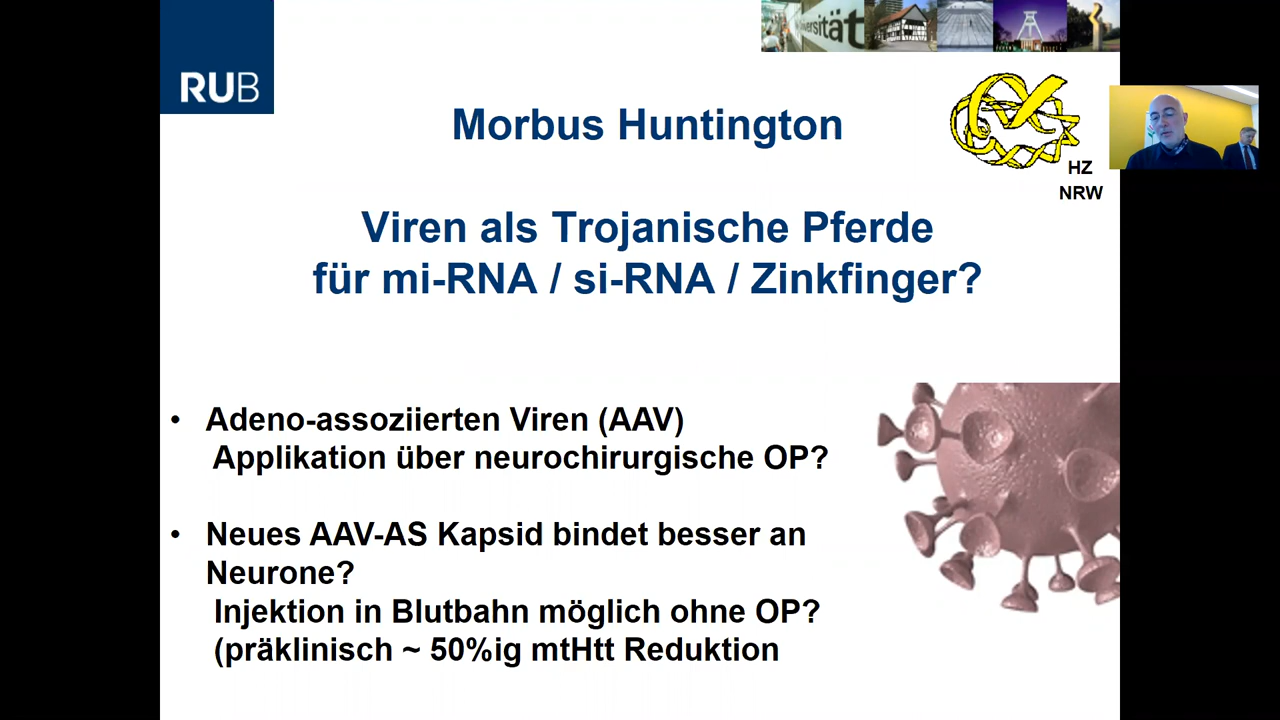 RUB
Universität
Morbus Huntington
HZ
NRW
Viren als Trojanische Pferde
für mi-RNA / si-RNA / Zinkfinger?
• Adeno-assoziierten Viren (AAV)
Applikation über neurochirurgische OP?
• Neues AAV-AS Kapsid bindet besser an
Neurone?
Injektion in Blutbahn möglich ohne OP?
(präklinisch ~ 50%ig mtHtt Reduktion